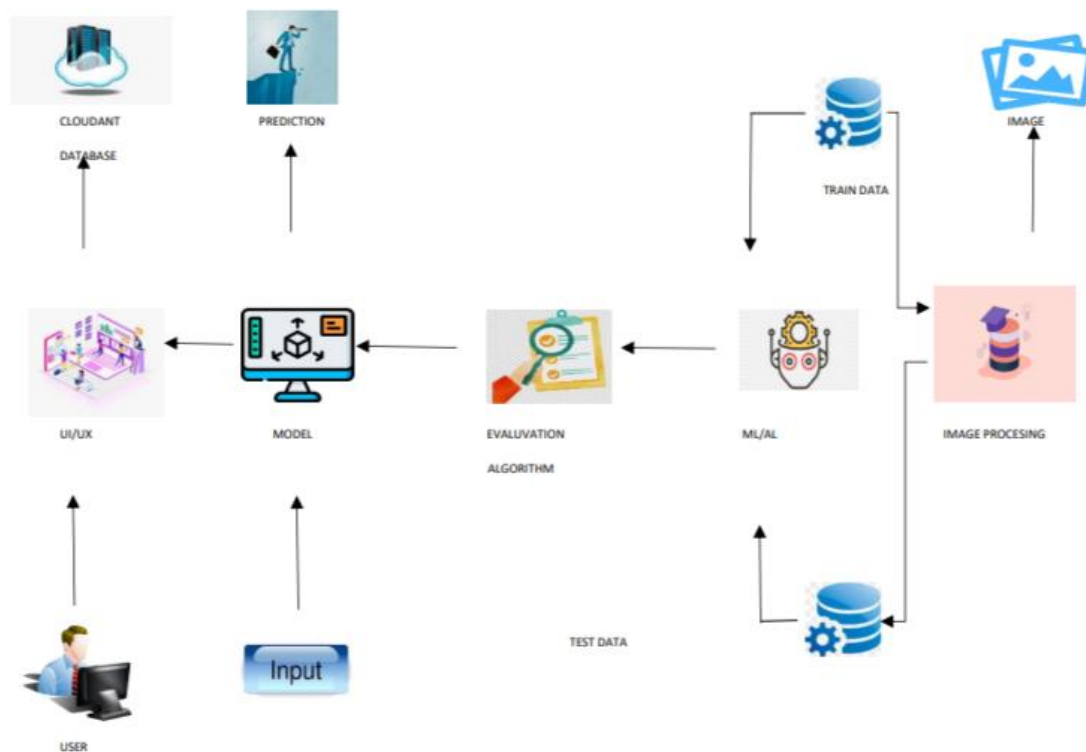 CLOUDANT
DATABASE
PREDICTION
IMAGE
TRAIN DATA
UI/UX
MODEL
EVALUVATION
ALGORITHM
ML/AL
IMAGE PROCESING
TEST DATA
Input
USER